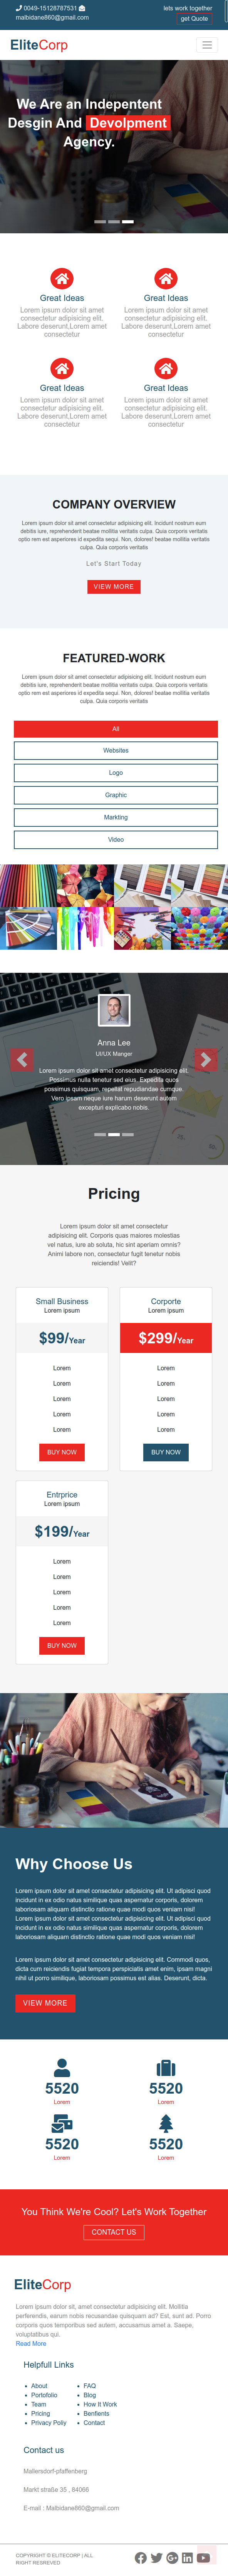 0049-15128787531
malbidane860@gmail.com
lets work together
get Quote
EliteCorp
We Are an Indepentent
Desgin And Devolpment
Agency.
Great Ideas
Lorem ipsum dolor sit amet
consectetur adipisicing elit.
Labore deserunt,Lorem amet
consectetur
Great Ideas
Lorem ipsum dolor sit amet
consectetur adipisicing elit.
Labore deserunt,Lorem amet
consectetur
Great Ideas
Lorem ipsum dolor sit amet
consectetur adipisicing elit.
Labore deserunt,Lorem amet
consectetur
Great Ideas
Lorem ipsum dolor sit amet
consectetur adipisicing elit.
Labore deserunt,Lorem amet
consectetur
COMPANY OVERVIEW
Lorem ipsum dolor sit amet consectetur adipisicing elit. Incidunt nostrum eum
debitis iure, reprehenderit beatae mollitia veritatis culpa. Quia corporis veritatis
optio rem est asperiores id expedita sequi. Non, dolores! beatae mollitia veritatis
culpa. Quia corporis veritatis
Let's Start Today
VIEW MORE
FEATURED-WORK
Lorem ipsum dolor sit amet consectetur adipisicing elit. Incidunt nostrum eum
debitis iure, reprehenderit beatae mollitia veritatis culpa. Quia corporis veritatis
optio rem est asperiores id expedita sequi. Non, dolores! beatae mollitia veritatis
culpa. Quia corporis veritatis
All
Websites
Logo
Graphic
Markting
Video
Anna Lee
UI/UX Manger
Lorem ipsum dolor sit amet consectetur adipisicing elit.
Possimus nulla tenetur sed eius. Expedita quos
possimus quisquam, repellat repudiandae cumque.
Vero ipsam neque iure harum deserunt autem
excepturi explicabo nobis.
Pricing
Lorem ipsum dolor sit amet consectetur
adipisicing elit. Corporis quas maiores molestias
vel natus, iure ab soluta, hic sint aperiam omnis?
Animi labore non, consectetur fugit tenetur nobis
reiciendis! Velit?
Small Business
Lorem ipsum
$99/Year
Lorem
Lorem
Lorem
Lorem
Lorem
BUY NOW
Corporte
Lorem ipsum
$299/Year
Lorem
Lorem
Lorem
Lorem
Lorem
BUY NOW
Entrprice
Lorem ipsum
$199/Year
Lorem
Lorem
Lorem
Lorem
Lorem
BUY NOW
Why Choose Us
Lorem ipsum dolor sit amet consectetur adipisicing elit. Ut adipisci quod
incidunt in ex odio natus similique quas aspernatur corporis, dolorem
laboriosam aliquam distinctio ratione quae modi quos veniam nisi!
Lorem ipsum dolor sit amet consectetur adipisicing elit. Ut adipisci quod
incidunt in ex odio natus similique quas aspernatur corporis, dolorem
laboriosam aliquam distinctio ratione quae modi quos veniam nisi!
Lorem ipsum dolor sit amet consectetur adipisicing elit. Commodi quos,
dicta cum reiciendis fugiat tempora perspiciatis amet enim, ipsam magni
nihil ut porro similique, laboriosam possimus est alias. Deserunt, dicta.
VIEW MORE
5520
Lorem
5520
Lorem
5520
Lorem
5520
Lorem
You Think We're Cool? Let's Work Together
CONTACT US
EliteCorp
Lorem ipsum dolor sit, amet consectetur adipisicing elit. Mollitia
perferendis, earum nobis recusandae quisquam ad? Est, sunt ad. Porro
corporis quos temporibus sed autem, accusamus amet a. Saepe,
voluptatibus qui.
Read More
Helpfull Links
About
Portofolio
Team
Pricing
Privacy Poliy
FAQ
Blog
How It Work
Benfients
Contact
Contact us
Mallersdorf-pfaffenberg
Markt straße 35 , 84066
E-mail : Malbidane860@gmail.com
COPYRIGHT © ELITECORP | ALL
RIGHT RESREVED